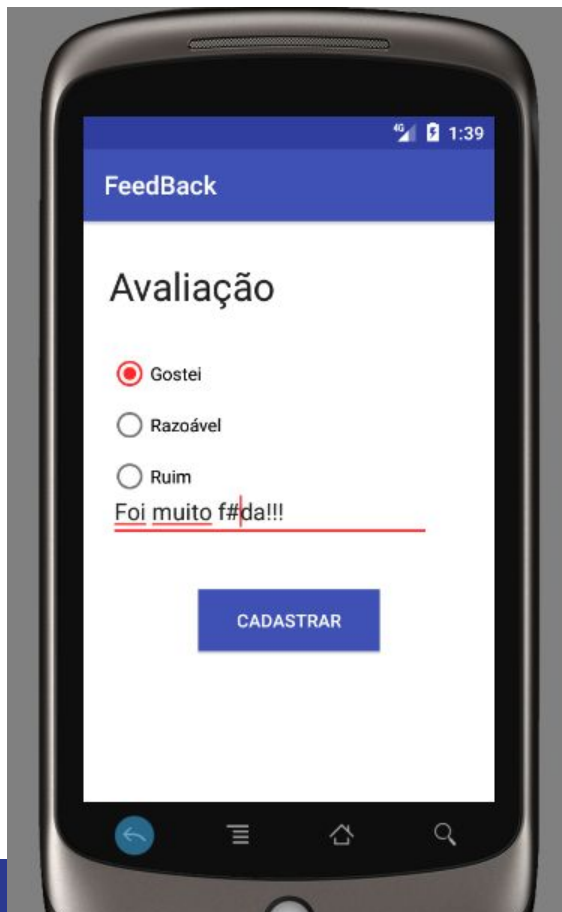 4G 1:39
FeedBack
Avaliação
Gostei
Razoável
Ruim
Foi muito f#da!!!
CADASTRAR